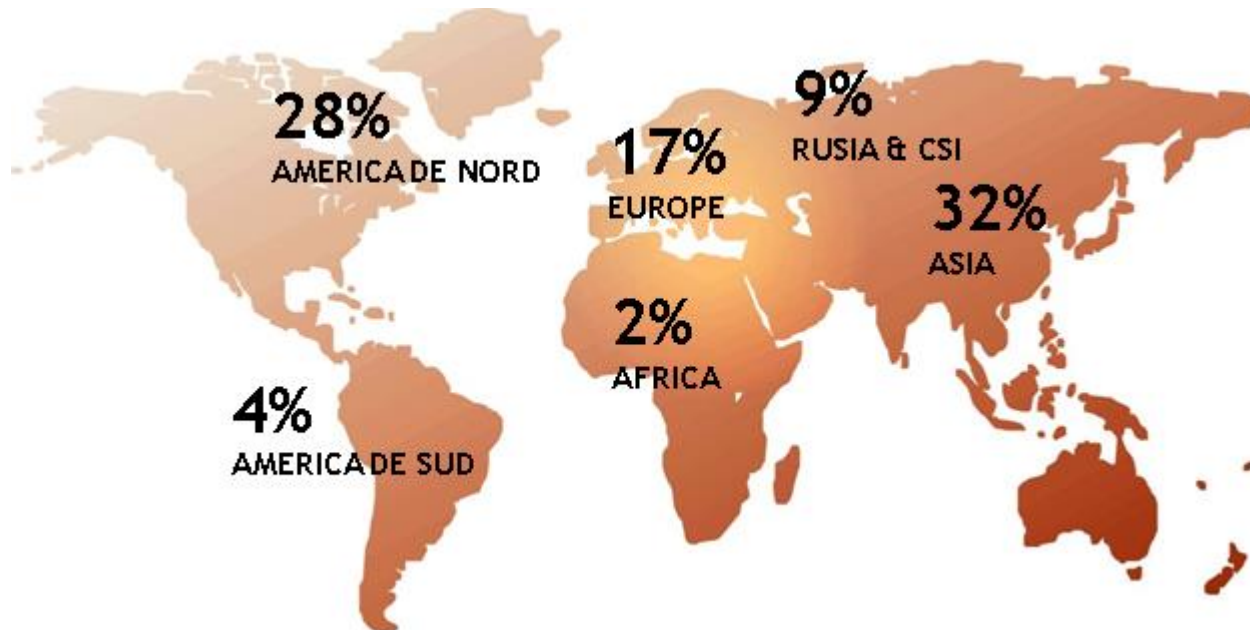 28%
AMERICA DE NORD
17%
EUROPE
9%
RUSIA & CSI
32%
ASIA
2%
AFRICA
4%
AMERICA DE SUD